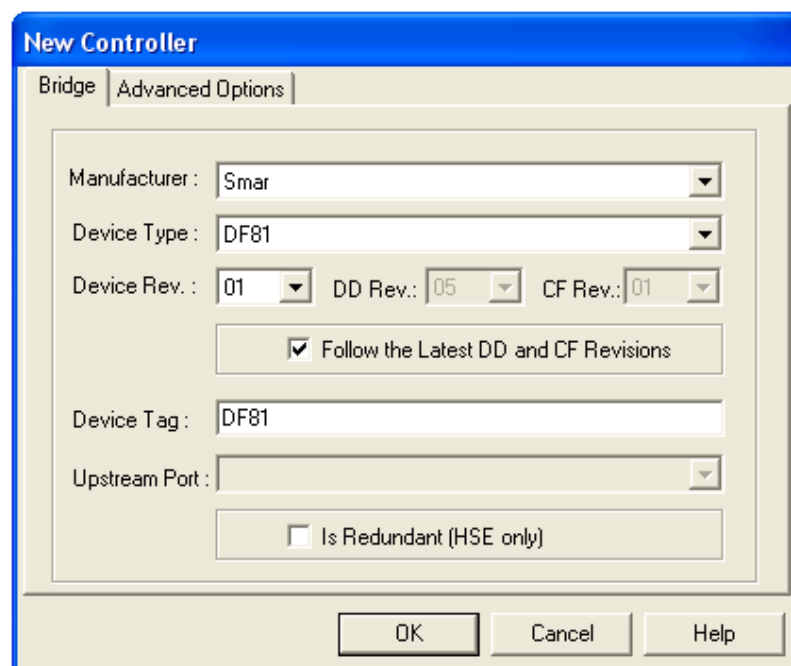 New Controller
Bridge Advanced Options
Manufacturer : Smar
Device Type : DF81
Device Rev. : 01 DD Rev.: 05 CF Rev.: 01
Follow the Latest DD and CF Revisions
Device Tag : DF81
Upstream Port :
Is Redundant (HSE only)
OK Cancel Help